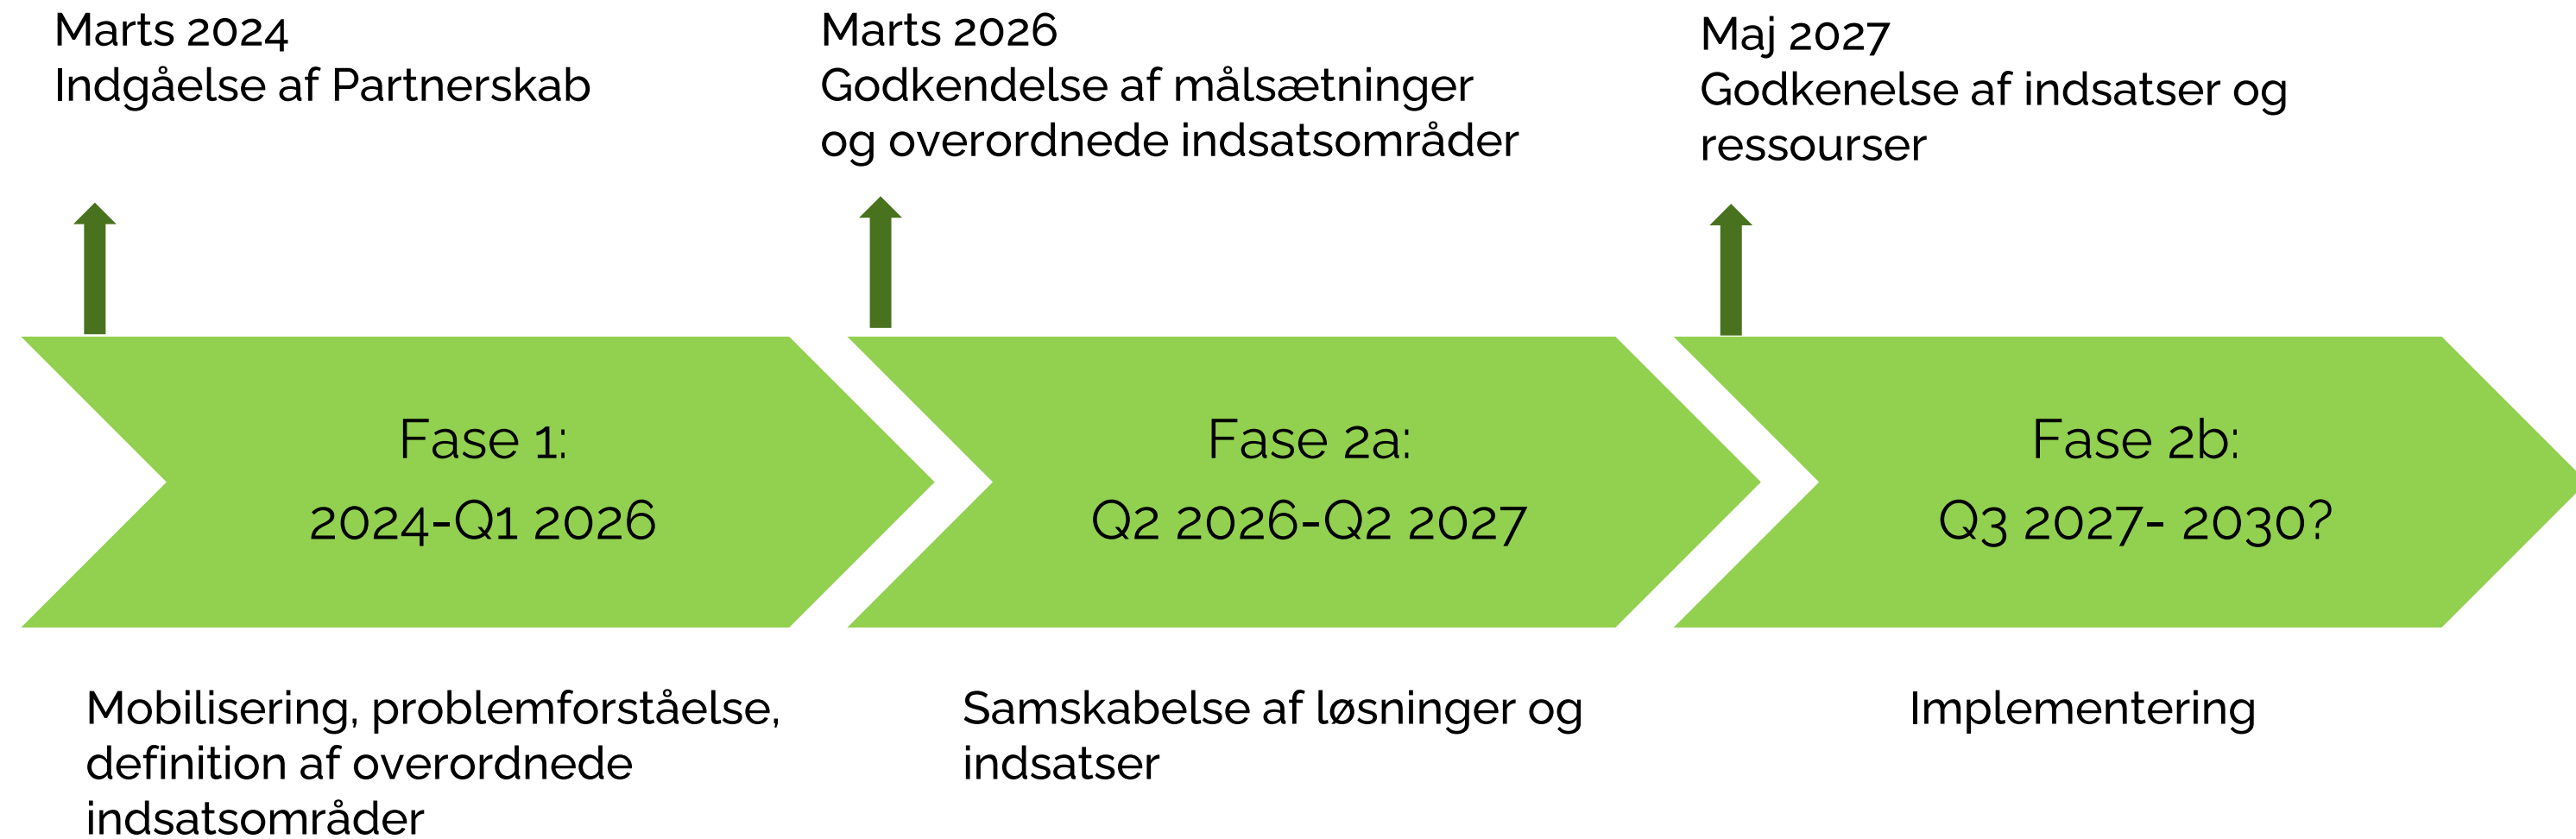 Marts 2024
Indgåelse af Partnerskab
Marts 2026
Godkendelse af målsætninger
og overordnede indsatsområder
Maj 2027
Godkenelse af indsatser og
ressourser
Fase 1:
2024-Q1 2026
Fase 2a:
Q2 2026-Q2 2027
Fase 2b:
Q3 2027- 2030?
Mobilisering, problemforståelse,
definition af overordnede
indsatsområder
Samskabelse af løsninger og
indsatser
Implementering